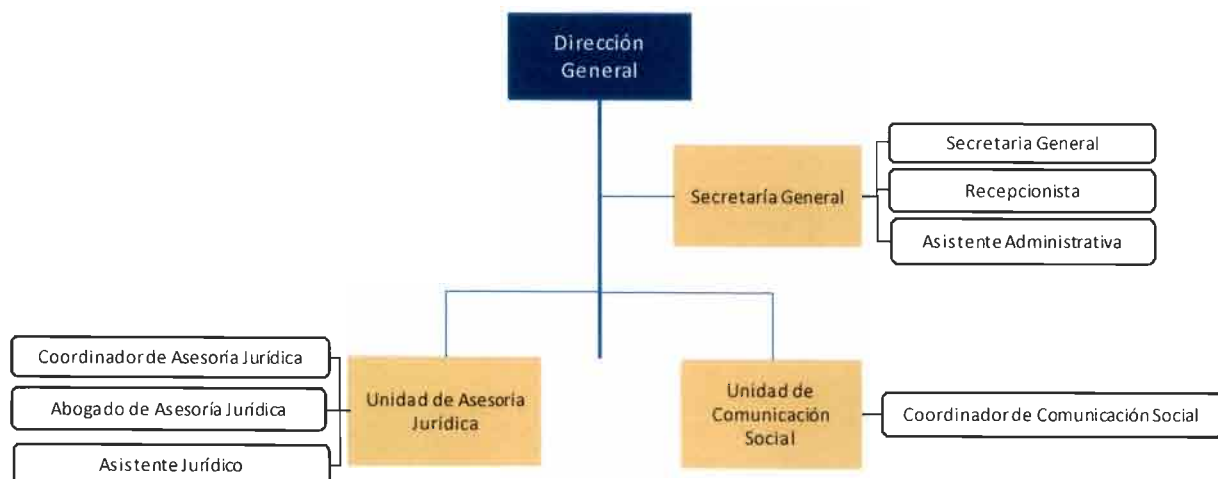 Dirección
General
Secretaría General
Secretaria General
Recepcionista
Asistente Administrativa
Coordinador de Asesoría Jurídica
Abogado de Asesoría Jurídica
Asistente Jurídico
Unidad de Asesoría
Jurídica
Unidad de
Comunicación
Social
Coordinador de Comunicación Social